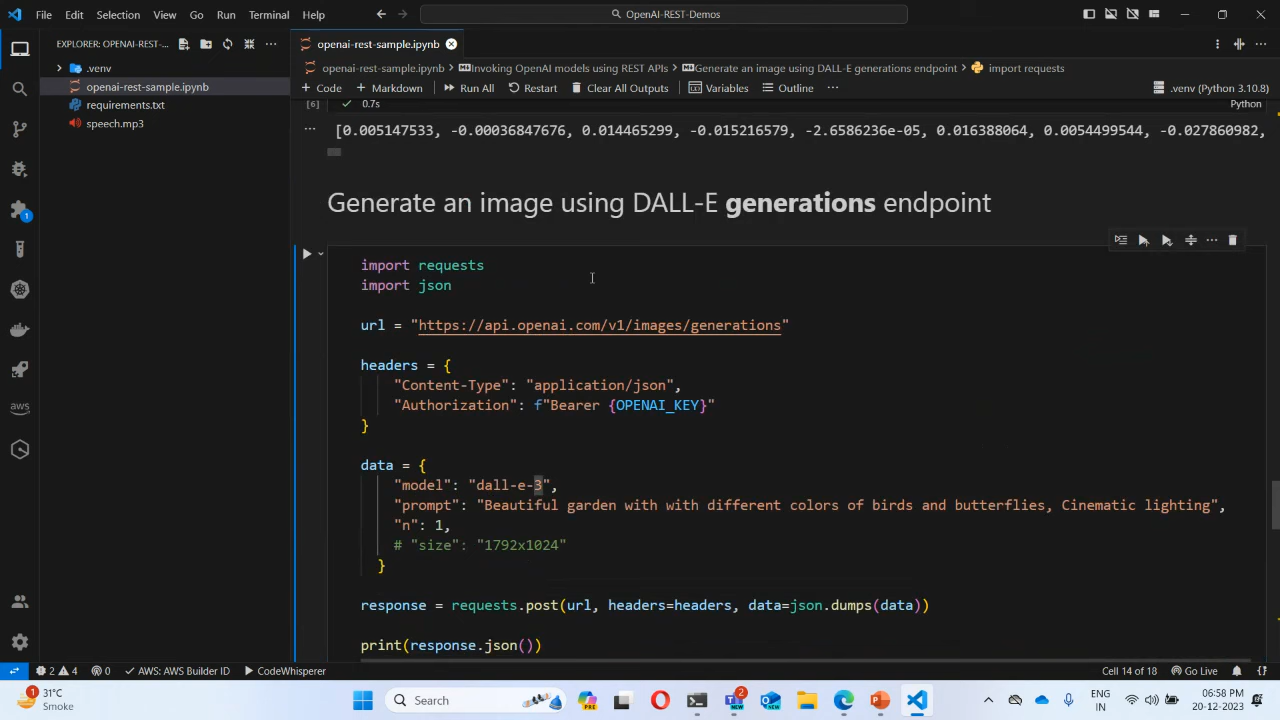 File Edit Selection View Go Run Terminal Help
OpenAI-REST-Demos
EXPLORER: OPENAI-REST-...
.venv
openai-rest-sample.ipynb
requirements.txt
speech.mp3
openai-rest-sample.ipynb
openai-rest-sample.ipynb > Invoking OpenAI models using REST APIs > Generate an image using DALL-E generations endpoint > import requests
+ Code + Markdown Run All Restart Clear All Outputs Variables Outline ... .venv (Python 3.10.8)
[6] 0.7s Python
... [0.005147533, -0.00036847676, 0.014465299, -0.015216579, -2.6586236e-05, 0.016388064, 0.0054499544, -0.027860982,
Generate an image using DALL-E generations endpoint
import requests
import json
url = "https://api.openai.com/v1/images/generations"
headers = {
"Content-Type": "application/json",
"Authorization": f"Bearer {OPENAI_KEY}"
}
data = {
"model": "dall-e-3",
"prompt": "Beautiful garden with with different colors of birds and butterflies, Cinematic lighting",
"n": 1,
# "size": "1792x1024"
}
response = requests.post(url, headers=headers, data=json.dumps(data))
print(response.json())
1
2 4 0 AWS: AWS Builder ID CodeWhisperer Cell 14 of 18 Go Live
31°C
Smoke
Search
PRE
NEW
2
NEW
ENG
IN
06:58 PM
20-12-2023